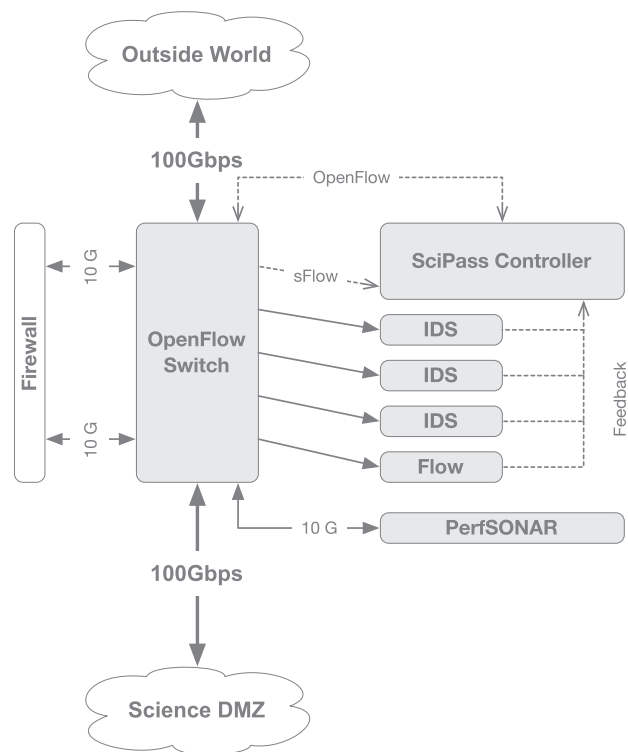 Outside World
100Gbps
OpenFlow
10 G
SciPass Controller
sFlow
OpenFlow
Switch
IDS
Firewall
IDS
Feedback
IDS
10 G
Flow
10 G
PerfSONAR
100Gbps
Science DMZ